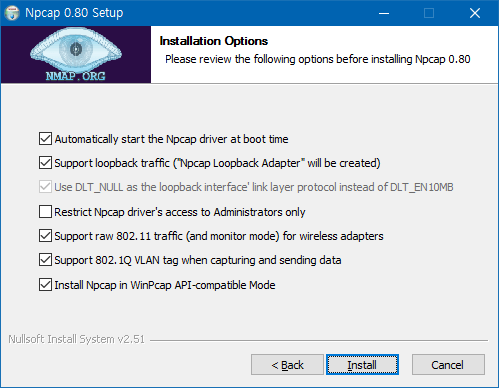 Npcap 0.80 Setup
NMAP.ORG
Installation Options
Please review the following options before installing Npcap 0.80
Automatically start the Npcap driver at boot time
Support loopback traffic ("Npcap Loopback Adapter" will be created)
Use DLT_NULL as the loopback interface' link layer protocol instead of DLT_EN10MB
Restrict Npcap driver's access to Administrators only
Support raw 802.11 traffic (and monitor mode) for wireless adapters
Support 802.1Q VLAN tag when capturing and sending data
Install Npcap in WinPcap API-compatible Mode
Nullsoft Install System v2.51
< Back
Install
Cancel